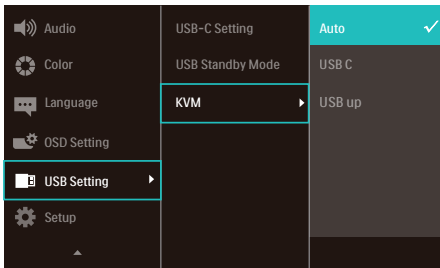 Audio
Color
Language
OSD Setting
USB Setting
Setup
USB-C Setting
USB Standby Mode
KVM
Auto
USB C
USB up